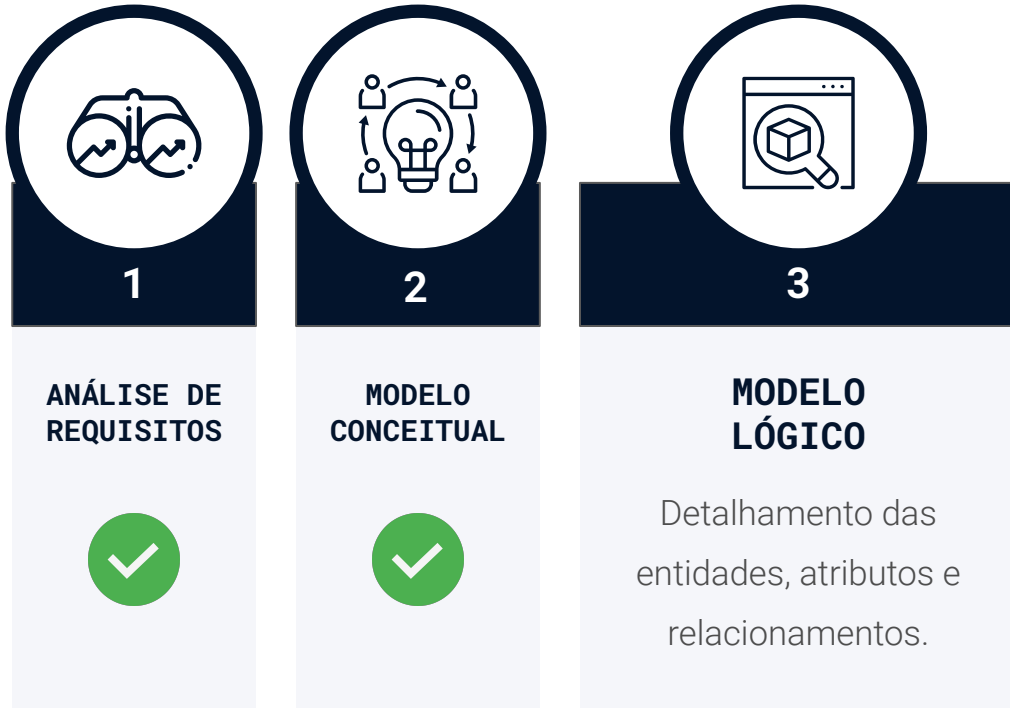 1
ANÁLISE DE
REQUISITOS
2
MODELO
CONCEITUAL
3
MODELO
LÓGICO
Detalhamento das
entidades, atributos e
relacionamentos.